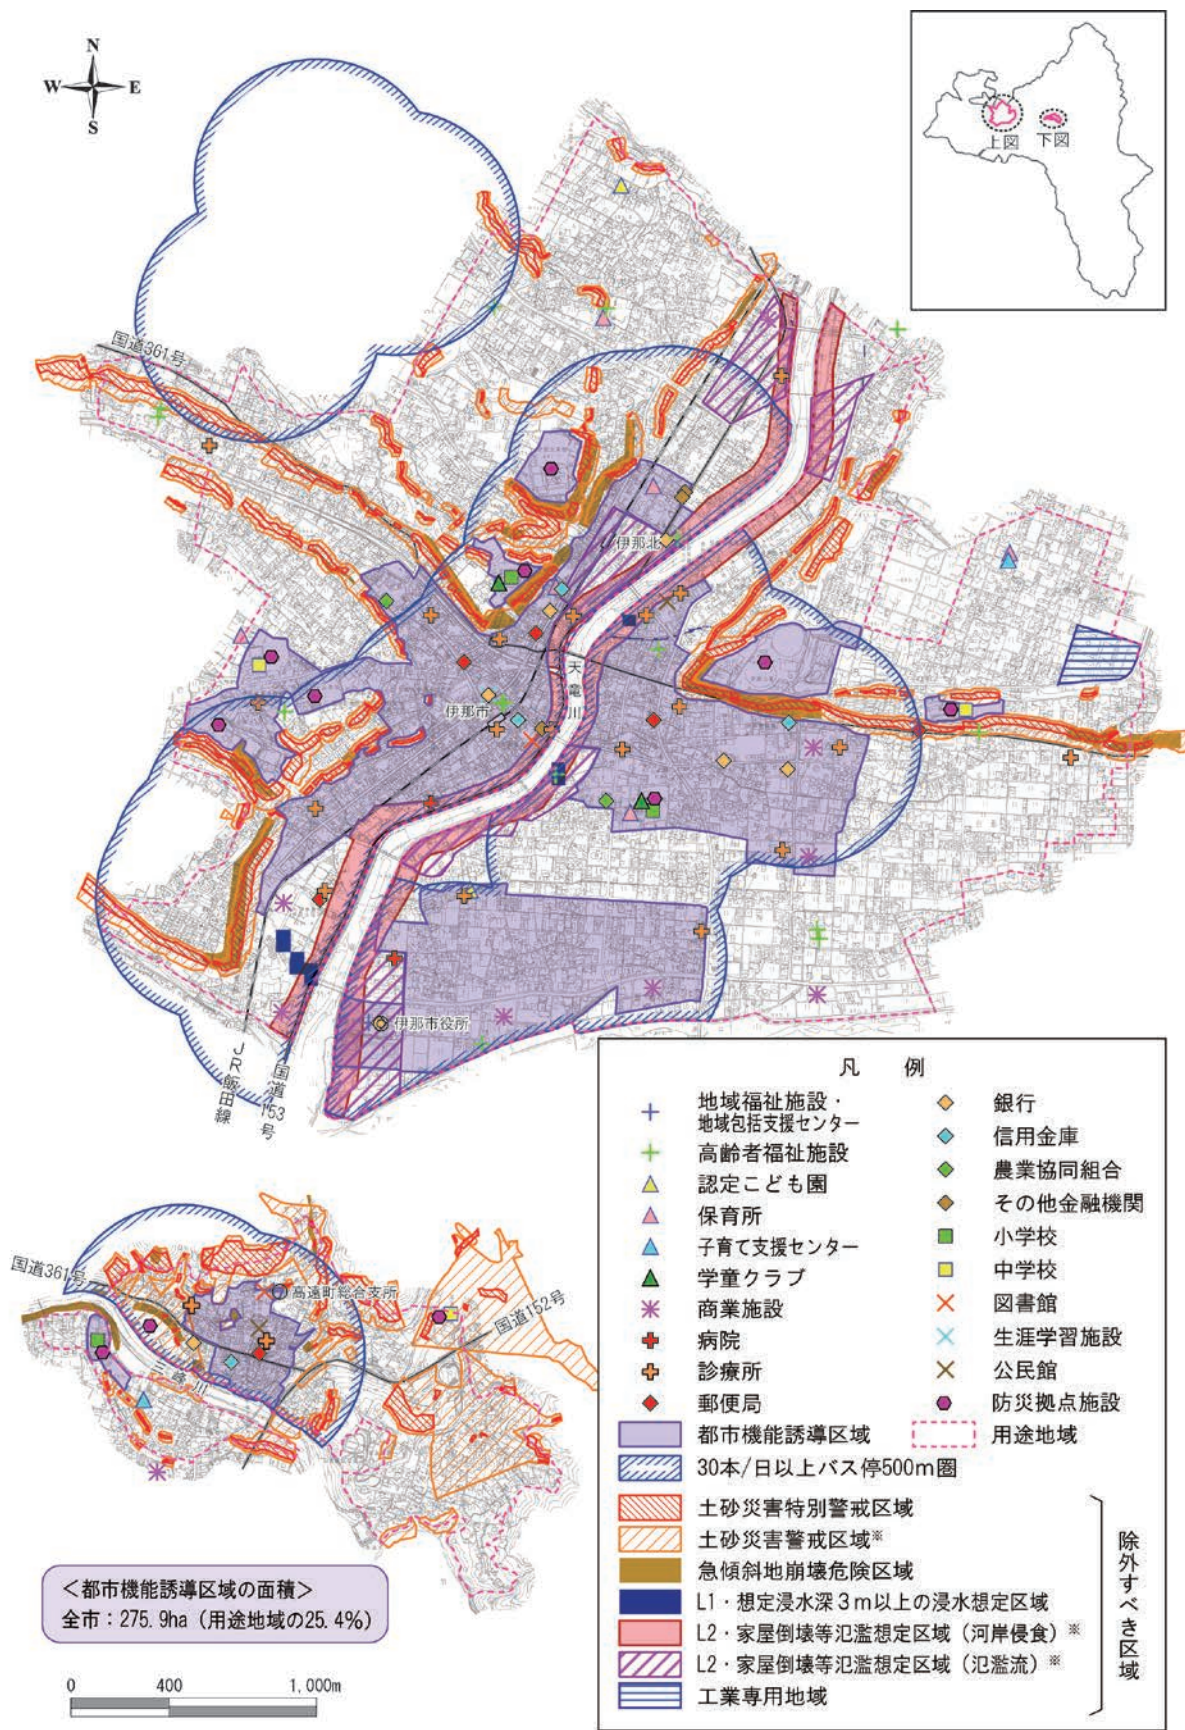 N
W E
S
上図
下図
国道361号
伊那北
天竜川
伊那市
伊那市役所
JR飯田線
国道153号
国道361号
高遠町総合支所
国道152号
三峰川
<都市機能誘導区域の面積>
全市：275.9ha（用途地域の25.4%）
0 400 1,000m
凡 例
地域福祉施設・
地域包括支援センター
高齢者福祉施設
認定こども園
保育所
子育て支援センター
学童クラブ
商業施設
病院
診療所
郵便局
銀行
信用金庫
農業協同組合
その他金融機関
小学校
中学校
図書館
生涯学習施設
公民館
防災拠点施設
都市機能誘導区域
用途地域
30本/日以上バス停500m圏
土砂災害特別警戒区域
土砂災害警戒区域※
急傾斜地崩壊危険区域
L1・想定浸水深３m以上の浸水想定区域
L2・家屋倒壊等氾濫想定区域（河岸侵食）※
L2・家屋倒壊等氾濫想定区域（氾濫流）※
工業専用地域
除外すべき区域